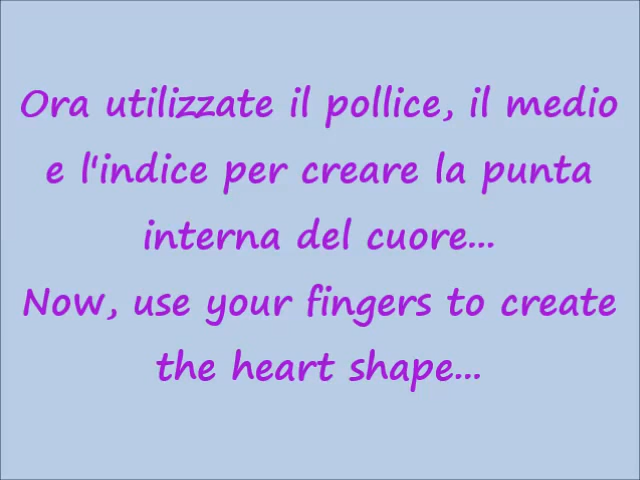 Ora utilizzate il pollice, il medio
e l'indice per creare la punta
interna del cuore...
Now, use your fingers to create
the heart shape...